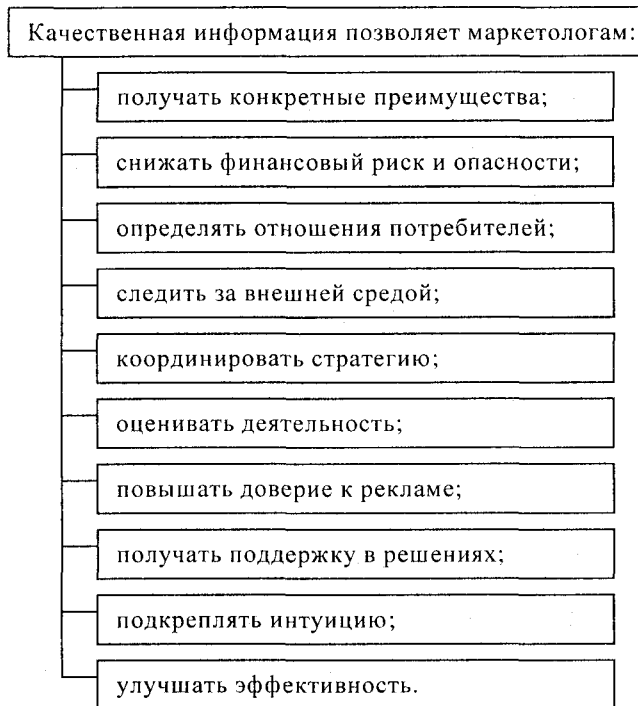 Качественная информация позволяет маркетологам:
получать конкретные преимущества;
снижать финансовый риск и опасности;
определять отношения потребителей;
следить за внешней средой;
координировать стратегию;
оценивать деятельность;
повышать доверие к рекламе;
получать поддержку в решениях;
подкреплять интуицию;
улучшать эффективность.